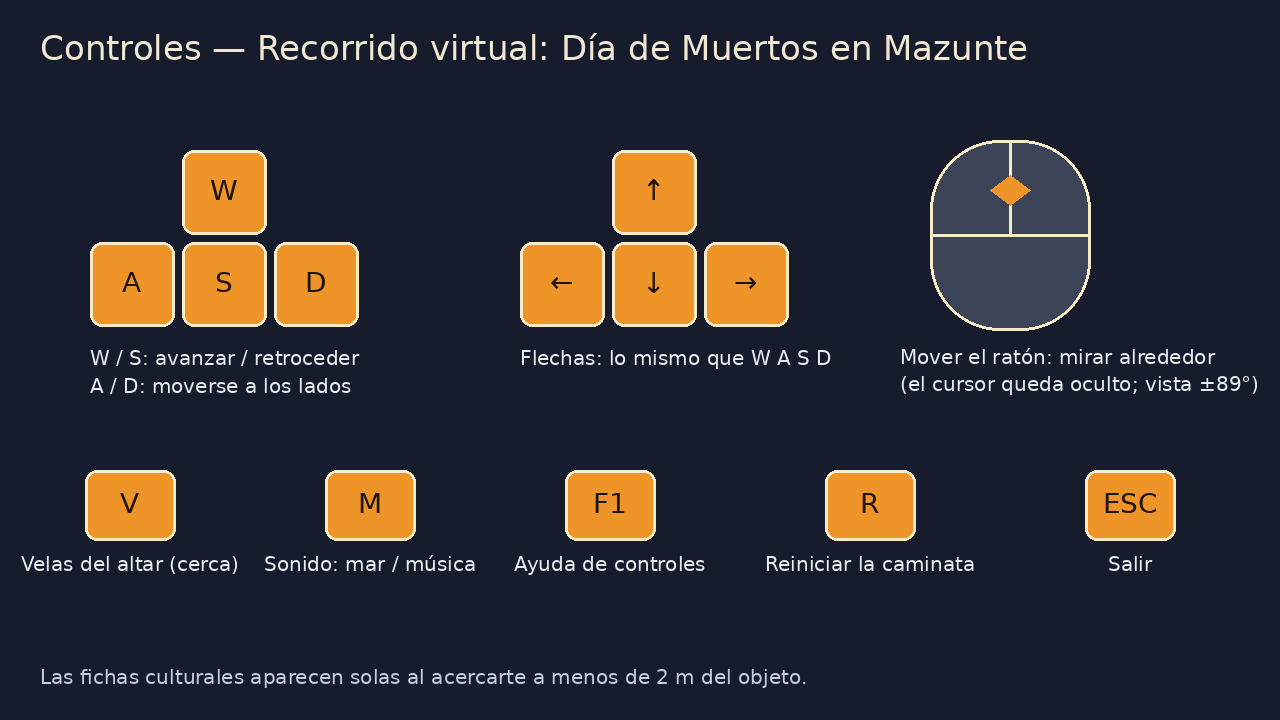 Controles — Recorrido virtual: Día de Muertos en Mazunte
W
A S D
W / S: avanzar / retroceder
A / D: moverse a los lados
↑
← ↓ →
Flechas: lo mismo que W A S D
Mover el ratón: mirar alrededor
(el cursor queda oculto; vista ±89°)
V
Velas del altar (cerca)
M
Sonido: mar / música
F1
Ayuda de controles
R
Reiniciar la caminata
ESC
Salir
Las fichas culturales aparecen solas al acercarte a menos de 2 m del objeto.